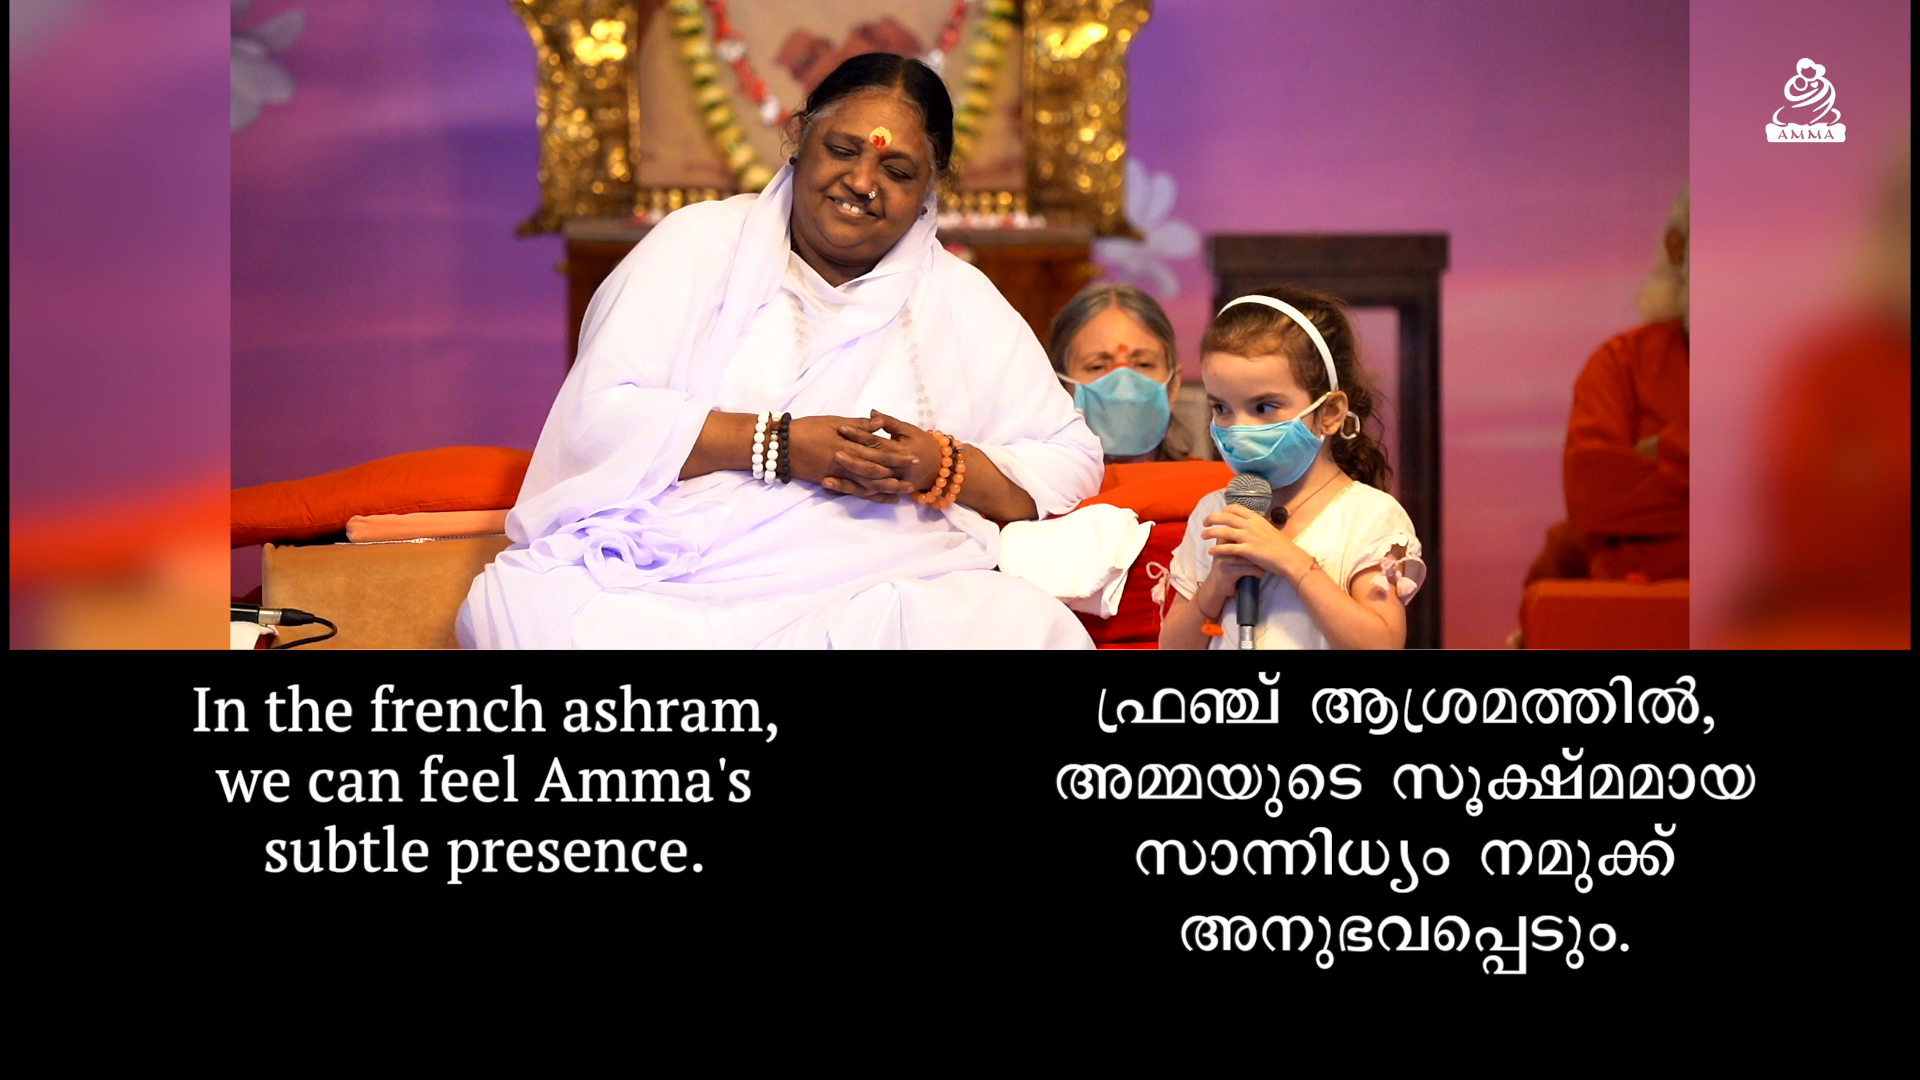 AMMA
In the french ashram,
we can feel Amma's
subtle presence.
ഫ്രഞ്ച് ആശ്രമത്തിൽ,
അമ്മയുടെ സൂക്ഷ്മമായ
സാന്നിധ്യം നമുക്ക്
അനുഭവപ്പെടും.